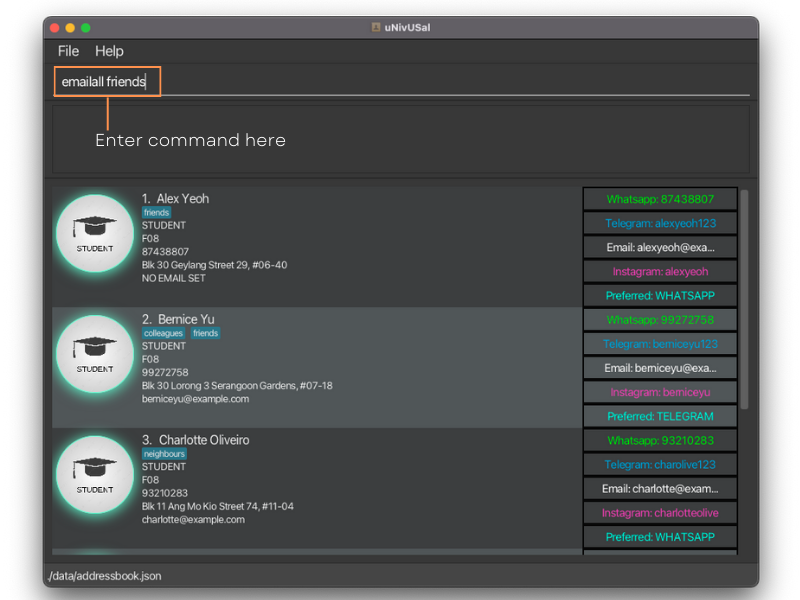 uNivUSal
File Help
emailall friends
Enter command here
STUDENT
1. Alex Yeoh
friends
STUDENT
F08
87438807
Blk 30 Geylang Street 29, #06-40
NO EMAIL SET
Whatsapp: 87438807
Telegram: alexyeoh123
Email: alexyeoh@exa...
Instagram: alexyeoh
Preferred: WHATSAPP
STUDENT
2. Bernice Yu
colleagues friends
STUDENT
F08
99272758
Blk 30 Lorong 3 Serangoon Gardens, #07-18
berniceyu@example.com
Whatsapp: 99272758
Telegram: berniceyu123
Email: berniceyu@exa...
Instagram: berniceyu
Preferred: TELEGRAM
STUDENT
3. Charlotte Oliveiro
neighbours
STUDENT
F08
93210283
Blk 11 Ang Mo Kio Street 74, #11-04
charlotte@example.com
Whatsapp: 93210283
Telegram: charolive123
Email: charlotte@exam...
Instagram: charlotteolive
Preferred: WHATSAPP
./data/addressbook.json